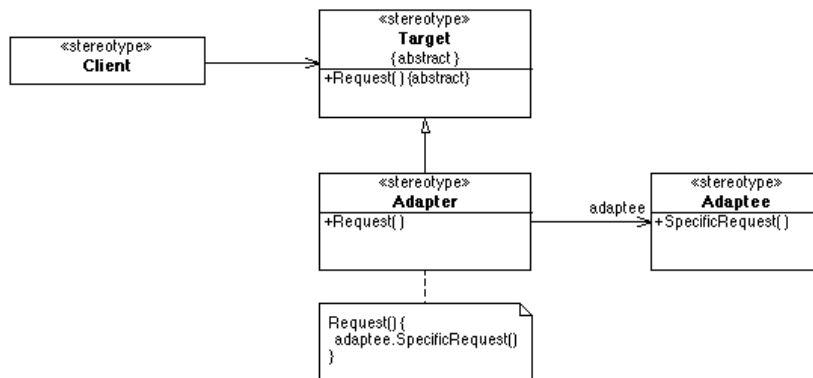 «stereotype»
Client
«stereotype»
Target
{abstract}
+Request() {abstract}
«stereotype»
Adapter
+Request()
adaptee
«stereotype»
Adaptee
+SpecificRequest()
Request() {
adaptee.SpecificRequest()
}